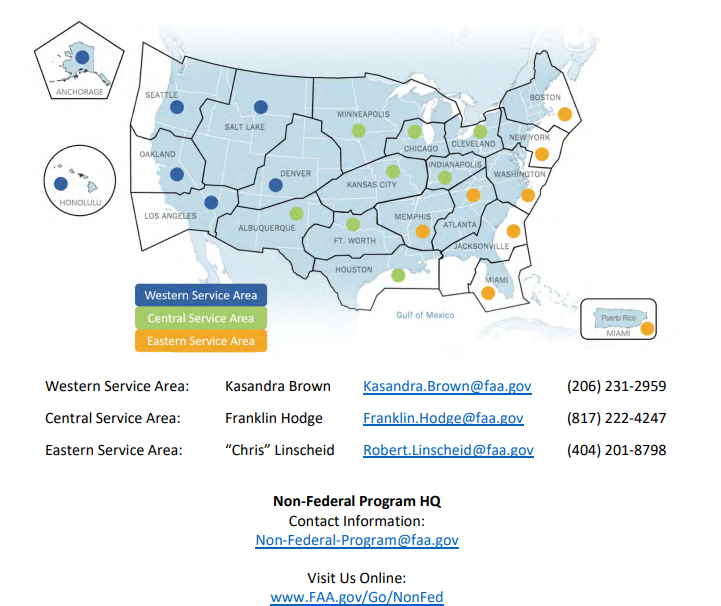 ANCHORAGE
HONOLULU
SEATTLE
SALT LAKE
OAKLAND
DENVER
LOS ANGELES
ALBUQUERQUE
MINNEAPOLIS
CHICAGO
CLEVELAND
BOSTON
NEW YORK
INDIANAPOLIS
WASHINGTON
KANSAS CITY
MEMPHIS
ATLANTA
FT. WORTH
JACKSONVILLE
HOUSTON
MIAMI
Gulf of Mexico
Puerto Rico
MIAMI
Western Service Area
Central Service Area
Eastern Service Area
Western Service Area: Kasandra Brown Kasandra.Brown@faa.gov (206) 231-2959
Central Service Area: Franklin Hodge Franklin.Hodge@faa.gov (817) 222-4247
Eastern Service Area: “Chris” Linscheid Robert.Linscheid@faa.gov (404) 201-8798
Non-Federal Program HQ
Contact Information:
Non-Federal-Program@faa.gov
Visit Us Online:
www.FAA.gov/Go/NonFed